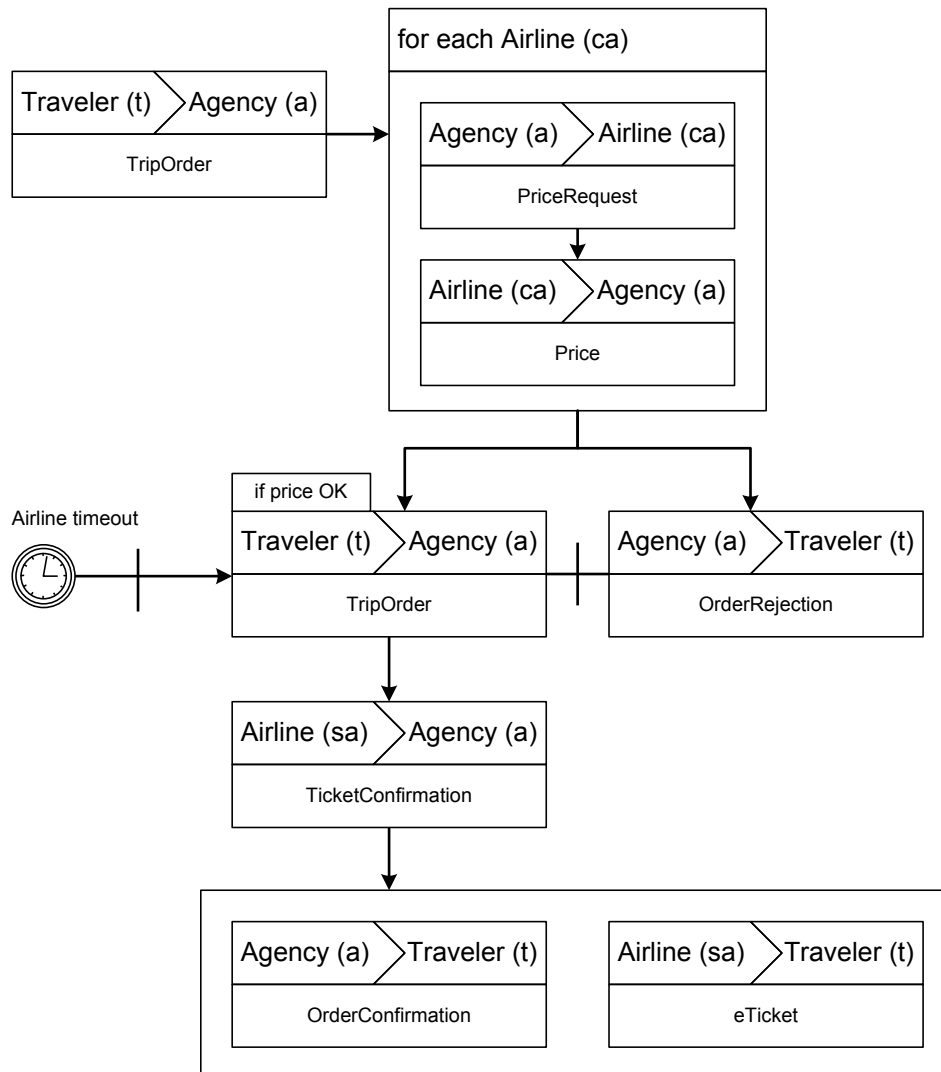 for each Airline (ca)
Traveler (t) Agency (a)
TripOrder
Agency (a) Airline (ca)
PriceRequest
Airline (ca) Agency (a)
Price
if price OK
Airline timeout
Traveler (t) Agency (a)
TripOrder
Agency (a) Traveler (t)
OrderRejection
Airline (sa) Agency (a)
TicketConfirmation
Agency (a) Traveler (t)
OrderConfirmation
Airline (sa) Traveler (t)
eTicket